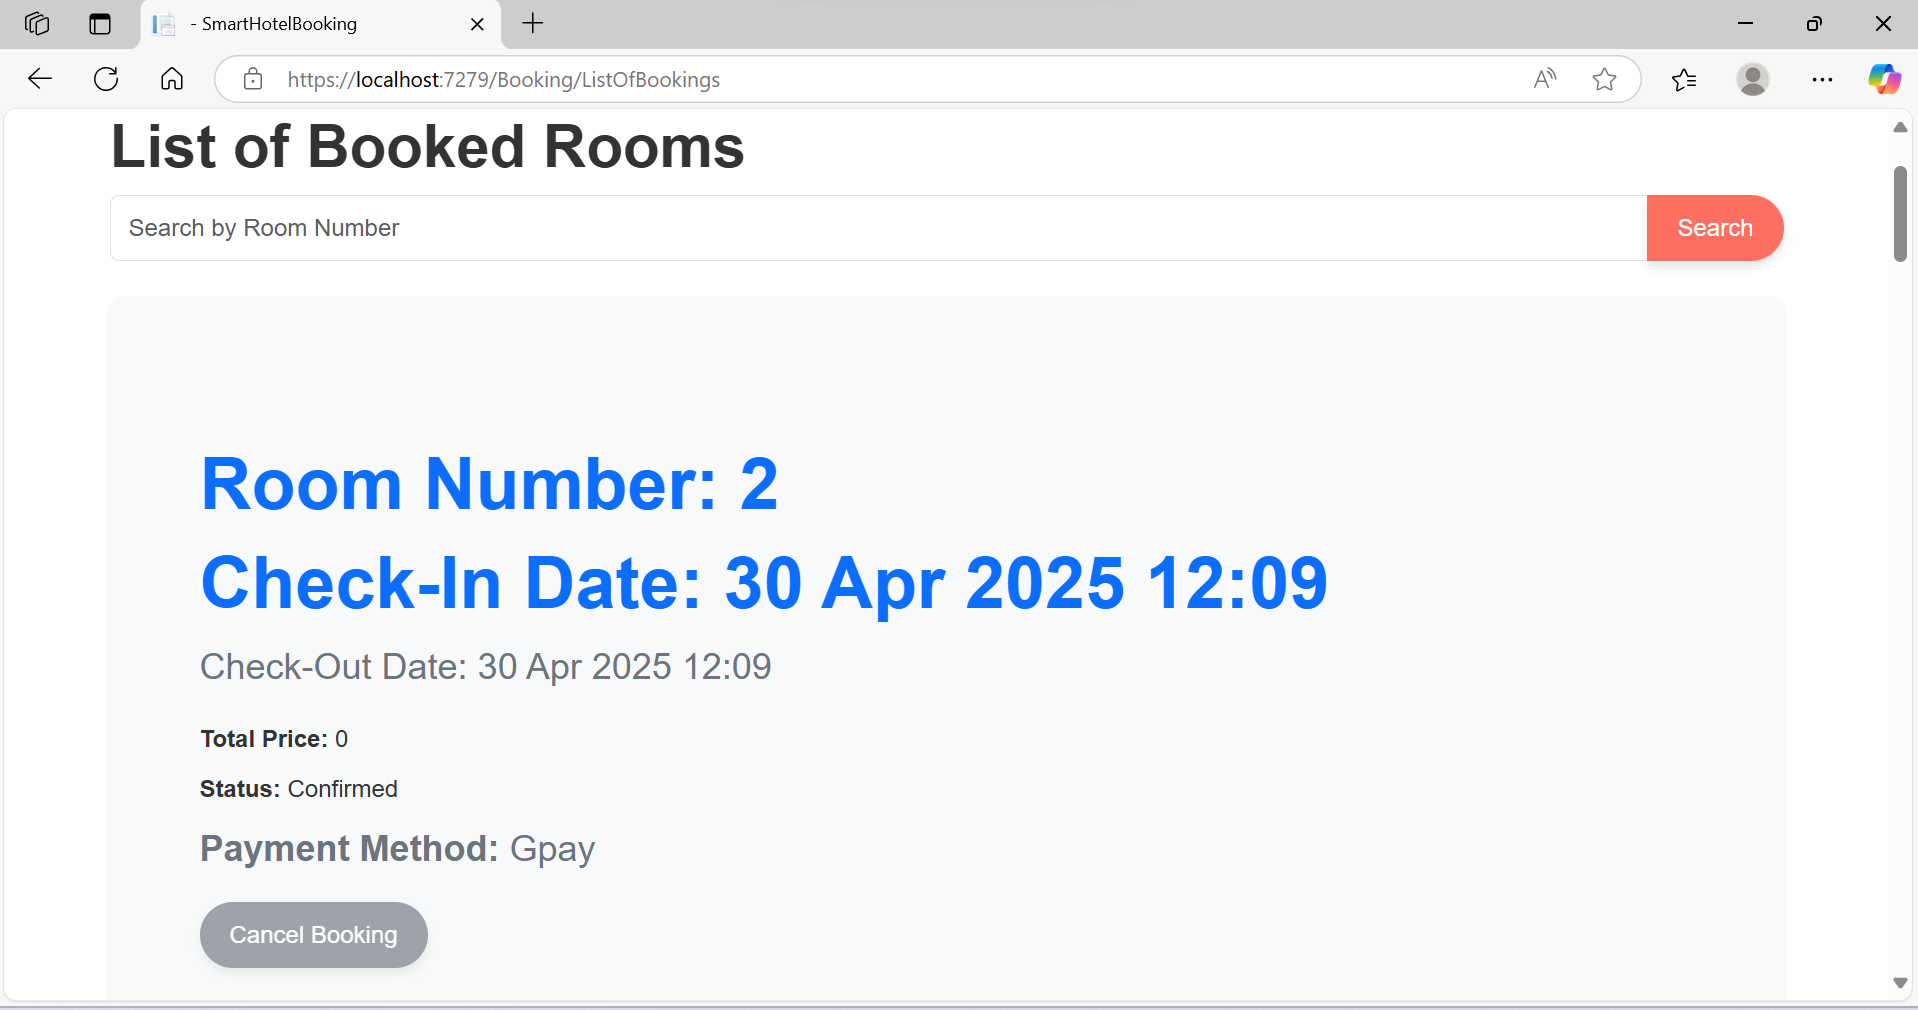 - SmartHotelBooking
https://localhost:7279/Booking/ListOfBookings
List of Booked Rooms
Search by Room Number
Search
Room Number: 2
Check-In Date: 30 Apr 2025 12:09
Check-Out Date: 30 Apr 2025 12:09
Total Price: 0
Status: Confirmed
Payment Method: Gpay
Cancel Booking